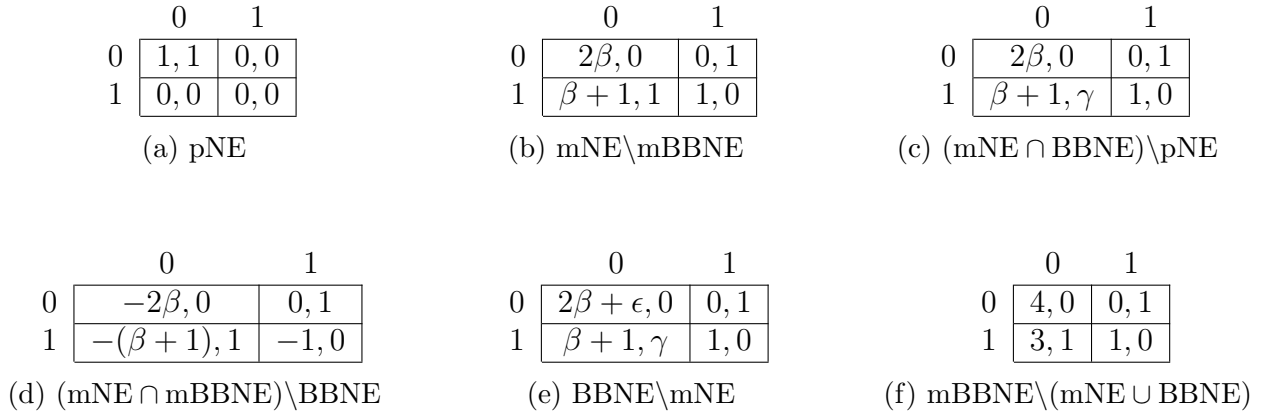 0 1 0 1 0 1
0 1, 1 0, 0 0 2β, 0 0, 1 0 2β, 0 0, 1
1 0, 0 0, 0 1 β + 1, 1 1, 0 1 β + 1, γ 1, 0
(a) pNE (b) mNE\mBBNE (c) (mNE ∩ BBNE)\pNE
0 1 0 1 0 1
0 −2β, 0 0, 1 0 2β + ϵ, 0 0, 1 0 4, 0 0, 1
1 −(β + 1), 1 −1, 0 1 β + 1, γ 1, 0 1 3, 1 1, 0
(d) (mNE ∩ mBBNE)\BBNE (e) BBNE\mNE (f) mBBNE\(mNE ∪ BBNE)